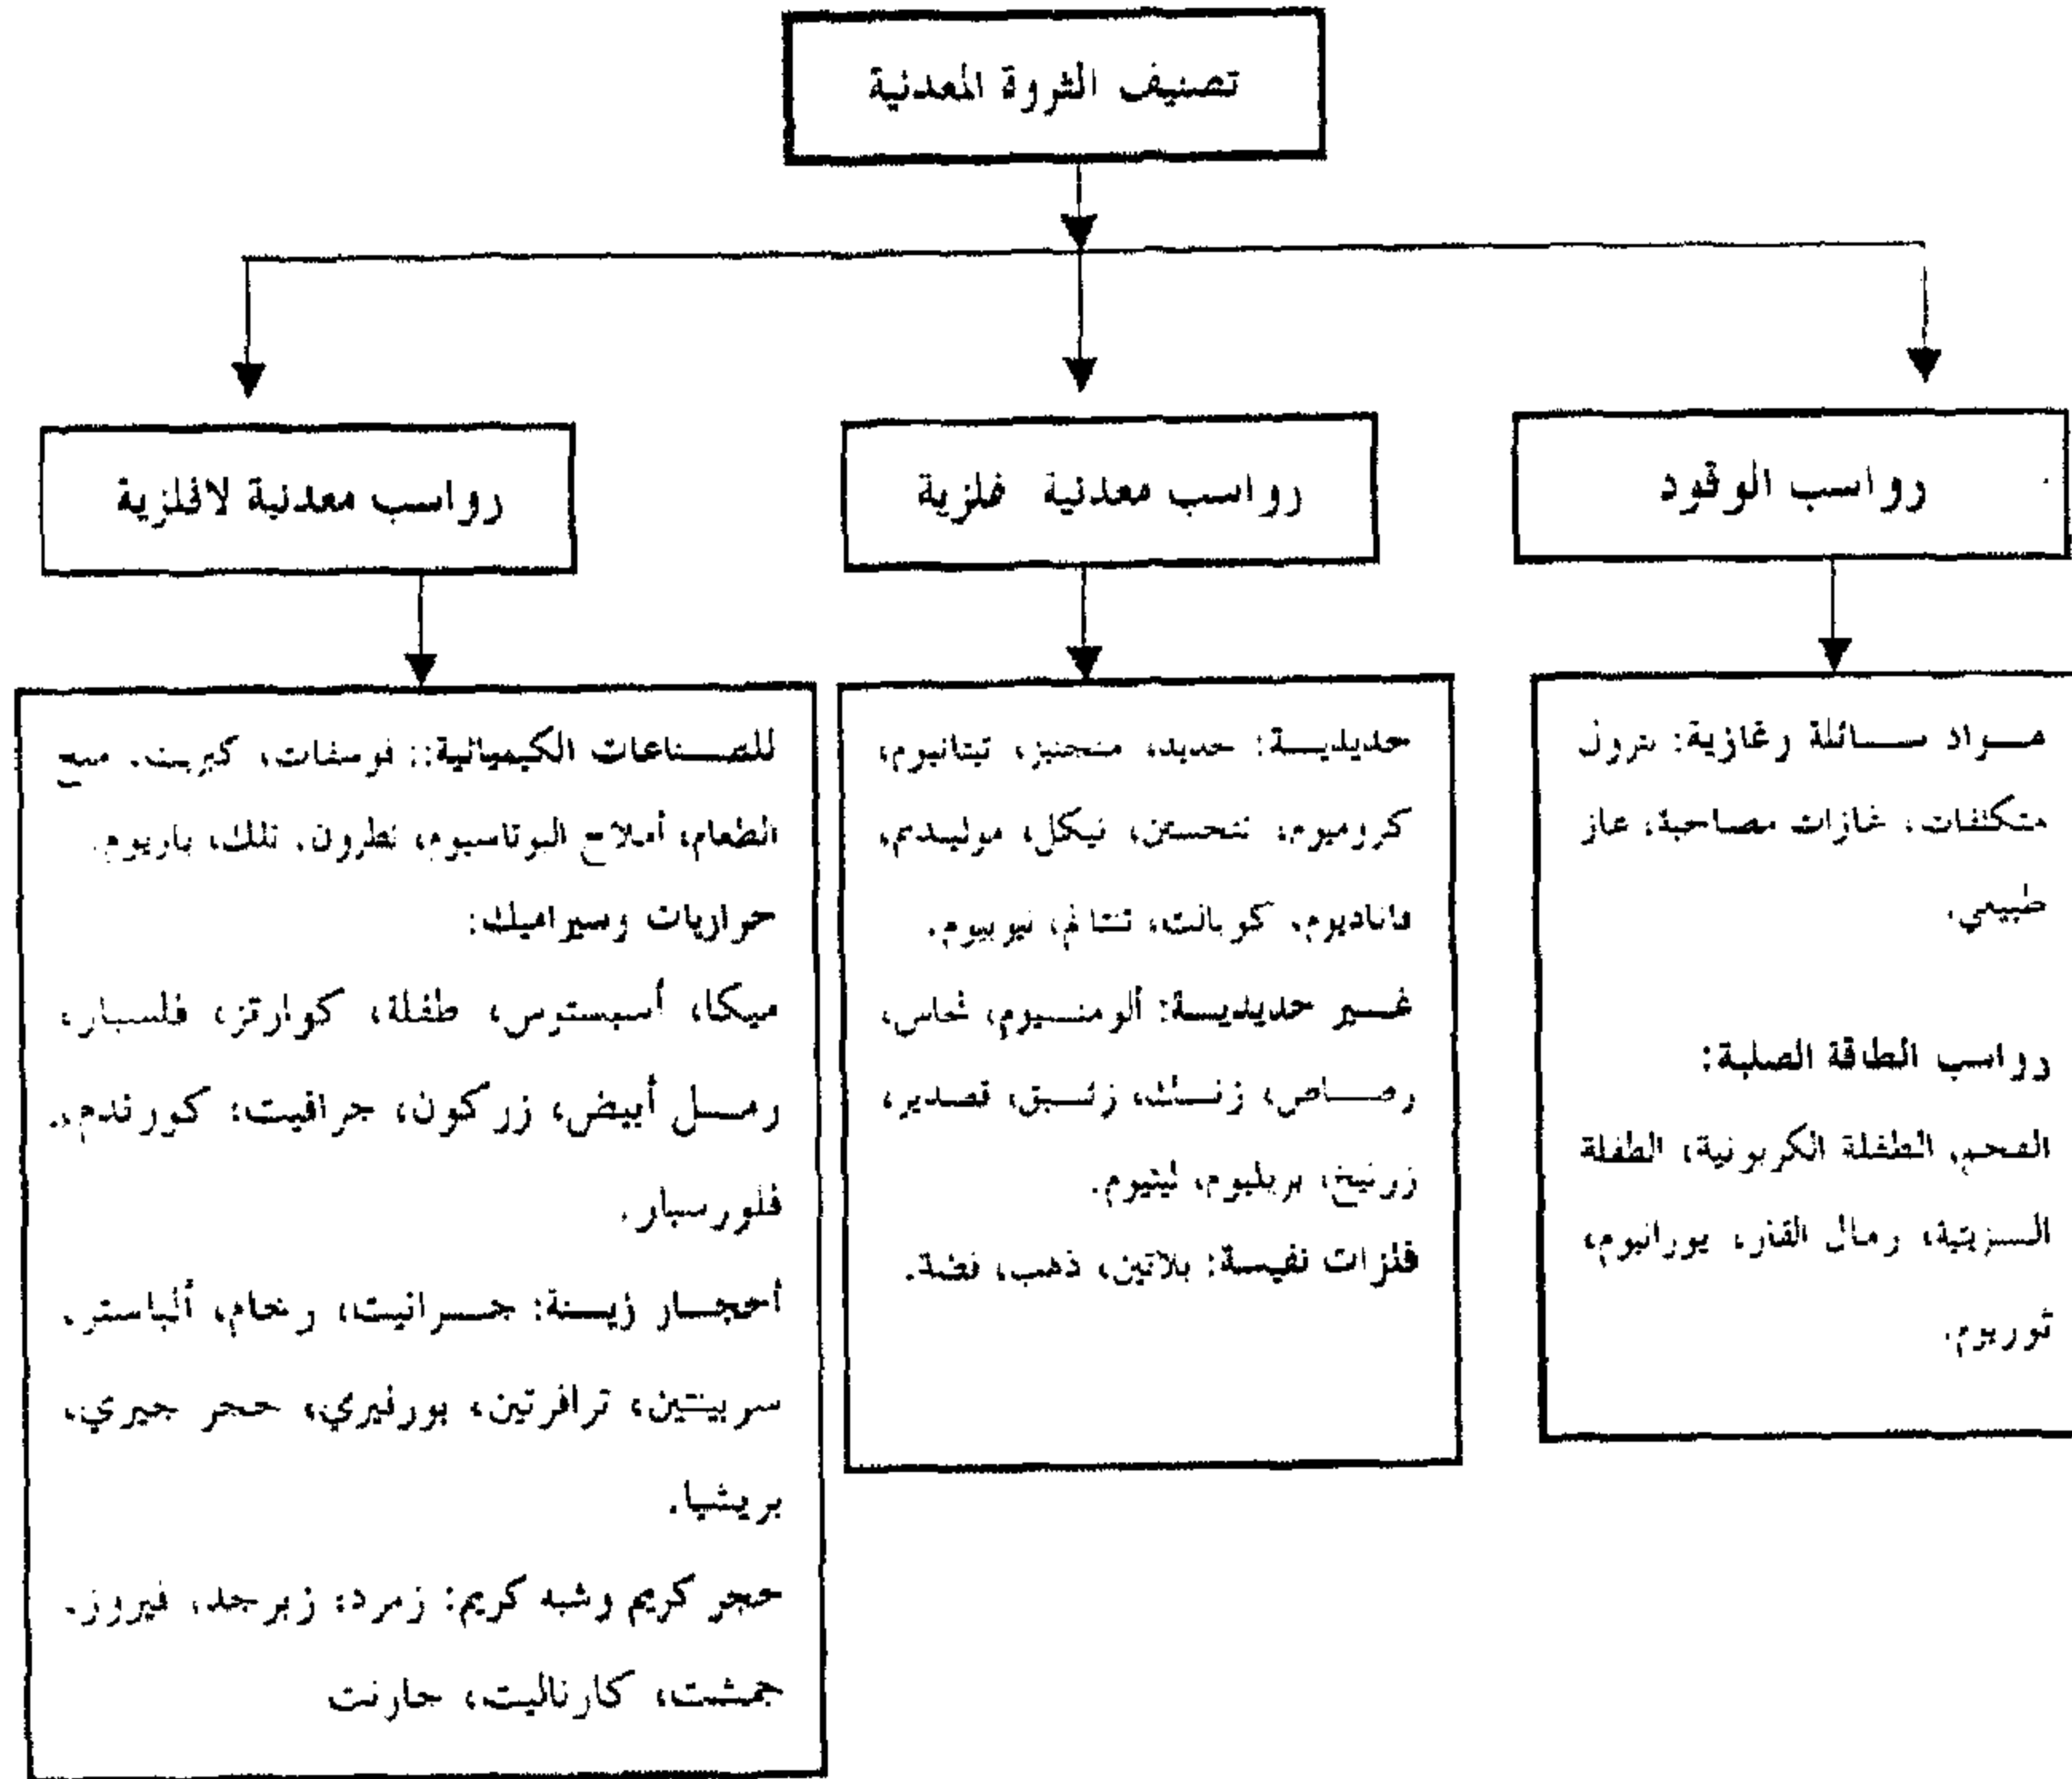 تصنيف الثروة المعدنية
رواسب الوقود
رواسب معدنية فلزية
رواسب معدنية لافلزية
مواد سائلة وغازية: بترول
متكثفات، غازات مصاحبة، غاز
طبيعي.
رواسب الطاقة الصلبة:
الفحم، الطفلة الكربونية، الطفلة
الزيتية، رمال القار، يورانيوم،
ثوريوم.
حديدية: حديد، منجنيز، تيتانيوم،
كروميوم، تنجستن، نيكل، موليبدم،
فاناديوم، كوبالت، تنتالم، نيوبيوم.
غير حديدية: ألومنسيوم، نحاس،
رصاص، زنك، زئبق، قصدير،
زرنيخ، بريليوم، ليثيوم.
فلزات نفيسة: بلاتين، ذهب، فضة.
للصناعات الكيميائية:: فوسفات، كبريت، ملح
الطعام، أملاح البوتاسيوم، نطرون، تلك، باريوم.
حراريات وسيراميك:
ميكا، أسبستوس، طفلة، كوارتز، فلسبار،
رمل أبيض، زركون، جرافيت، كورندم،
فلورسبار.
أحجار زينة: جرانيت، رخام، ألباستر،
سربينتين، ترافرتين، بورفيري، حجر جيري،
بريشيا.
حجر كريم وشبه كريم: زمرد، زبرجد، فيروز،
جمشت، كارناليت، جارنت